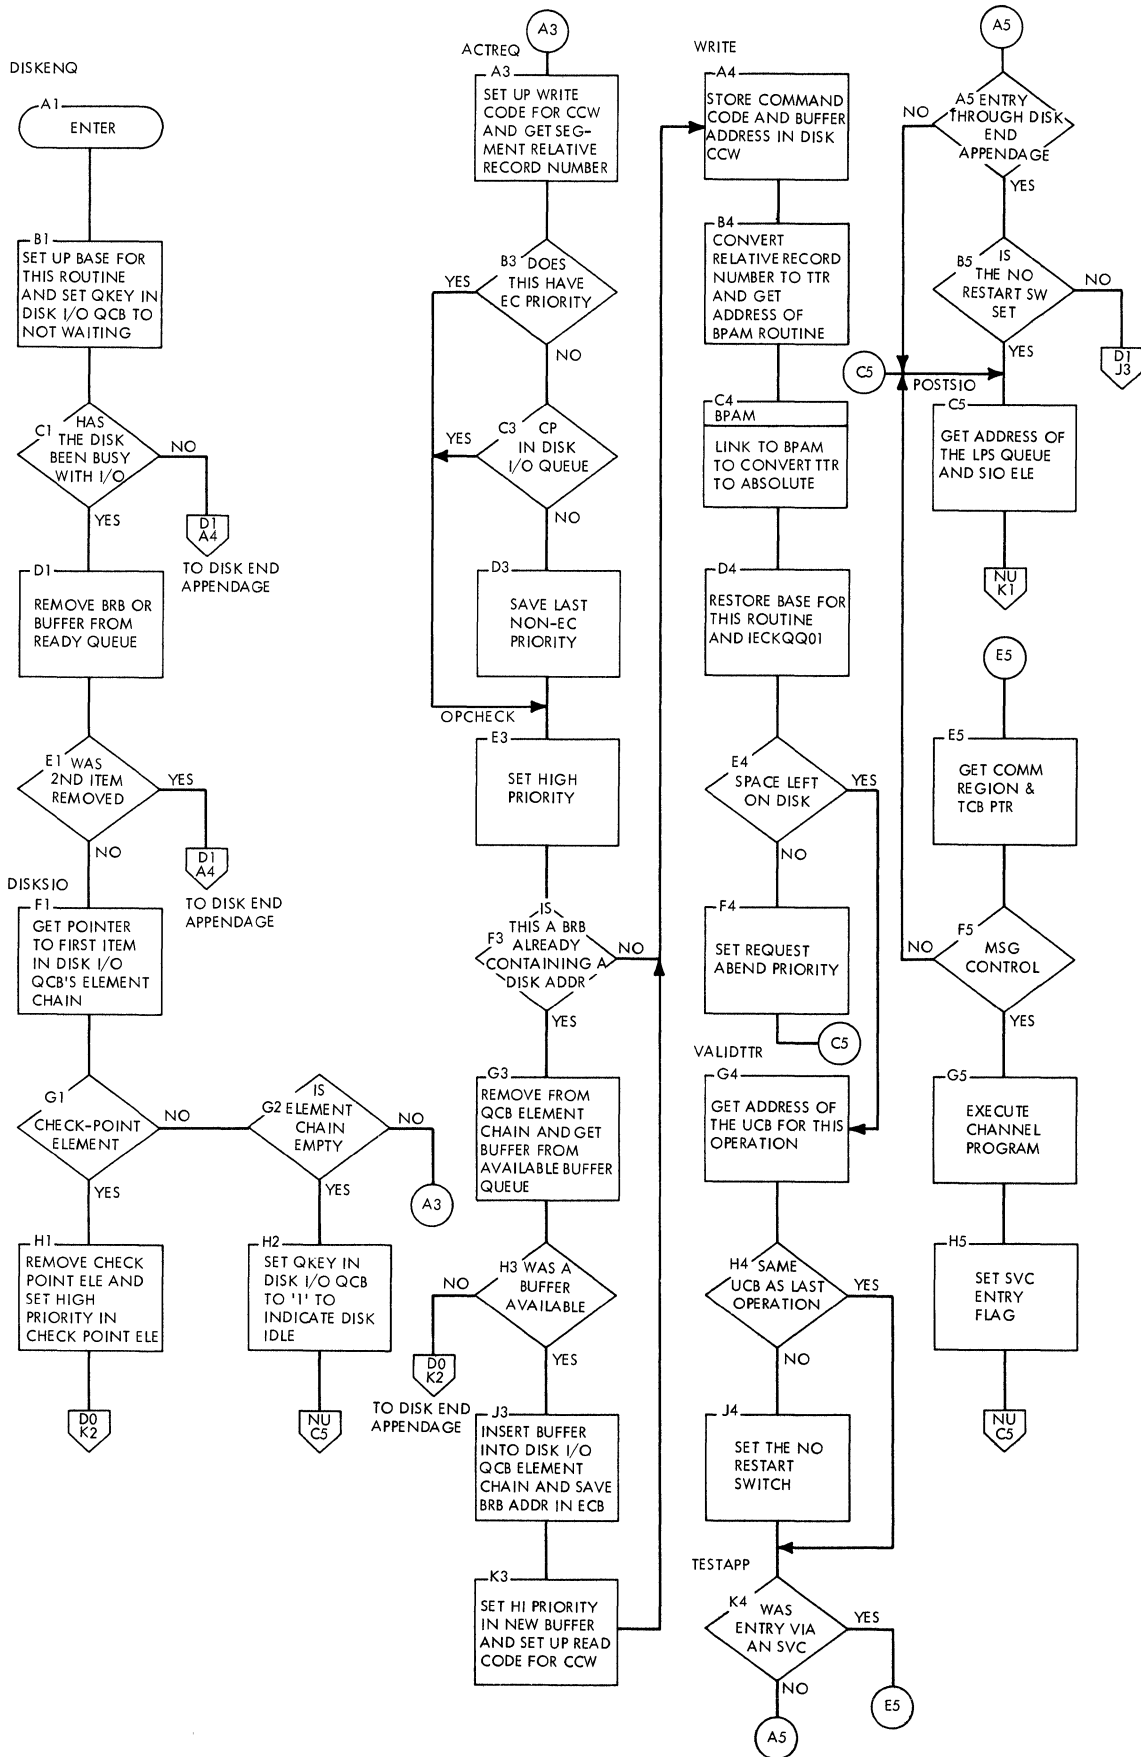 DISKENQ
A1
ENTER
B1
SET UP BASE FOR
THIS ROUTINE
AND SET QKEY IN
DISK I/O QCB TO
NOT WAITING
C1
HAS
THE DISK
BEEN BUSY
WITH I/O
NO
YES
D1
A4
TO DISK END
APPENDAGE
D1
REMOVE BRB OR
BUFFER FROM
READY QUEUE
E1
WAS
2ND ITEM
REMOVED
YES
NO
D1
A4
TO DISK END
APPENDAGE
DISKSIO
F1
GET POINTER
TO FIRST ITEM
IN DISK I/O
QCB'S ELEMENT
CHAIN
G1
CHECK-POINT
ELEMENT
NO
YES
G2
IS
ELEMENT
CHAIN
EMPTY
NO
YES
A3
H1
REMOVE CHECK
POINT ELE AND
SET HIGH
PRIORITY IN
CHECK POINT ELE
D0
K2
H2
SET QKEY IN
DISK I/O QCB
TO '1' TO
INDICATE DISK
IDLE
NU
C5
A3
ACTREQ
A3
SET UP WRITE
CODE FOR CCW
AND GET SEG-
MENT RELATIVE
RECORD NUMBER
B3
DOES
THIS HAVE
EC PRIORITY
YES
NO
C3
CP
IN DISK
I/O QUEUE
YES
NO
D3
SAVE LAST
NON-EC
PRIORITY
OPCHECK
E3
SET HIGH
PRIORITY
F3
IS
THIS A BRB
ALREADY
CONTAINING A
DISK ADDR
NO
YES
G3
REMOVE FROM
QCB ELEMENT
CHAIN AND GET
BUFFER FROM
AVAILABLE BUFFER
QUEUE
H3
WAS A
BUFFER
AVAILABLE
NO
YES
D0
K2
TO DISK END
APPENDAGE
J3
INSERT BUFFER
INTO DISK I/O
QCB ELEMENT
CHAIN AND SAVE
BRB ADDR IN ECB
K3
SET HI PRIORITY
IN NEW BUFFER
AND SET UP READ
CODE FOR CCW
WRITE
A4
STORE COMMAND
CODE AND BUFFER
ADDRESS IN DISK
CCW
B4
CONVERT
RELATIVE RECORD
NUMBER TO TTR
AND GET
ADDRESS OF
BPAM ROUTINE
C4
BPAM
LINK TO BPAM
TO CONVERT TTR
TO ABSOLUTE
D4
RESTORE BASE FOR
THIS ROUTINE
AND IECKQQ01
E4
SPACE LEFT
ON DISK
YES
NO
F4
SET REQUEST
ABEND PRIORITY
C5
VALIDTTR
G4
GET ADDRESS OF
THE UCB FOR THIS
OPERATION
H4
SAME
UCB AS LAST
OPERATION
YES
NO
J4
SET THE NO
RESTART
SWITCH
TESTAPP
K4
WAS
ENTRY VIA
AN SVC
YES
NO
E5
A5
A5
A5
ENTRY
THROUGH DISK
END
APPENDAGE
NO
YES
B5
IS
THE NO
RESTART SW
SET
NO
YES
D1
J3
C5
POSTSIO
C5
GET ADDRESS OF
THE LPS QUEUE
AND SIO ELE
NU
K1
E5
E5
GET COMM
REGION &
TCB PTR
F5
MSG
CONTROL
NO
YES
G5
EXECUTE
CHANNEL
PROGRAM
H5
SET SVC
ENTRY
FLAG
NU
C5